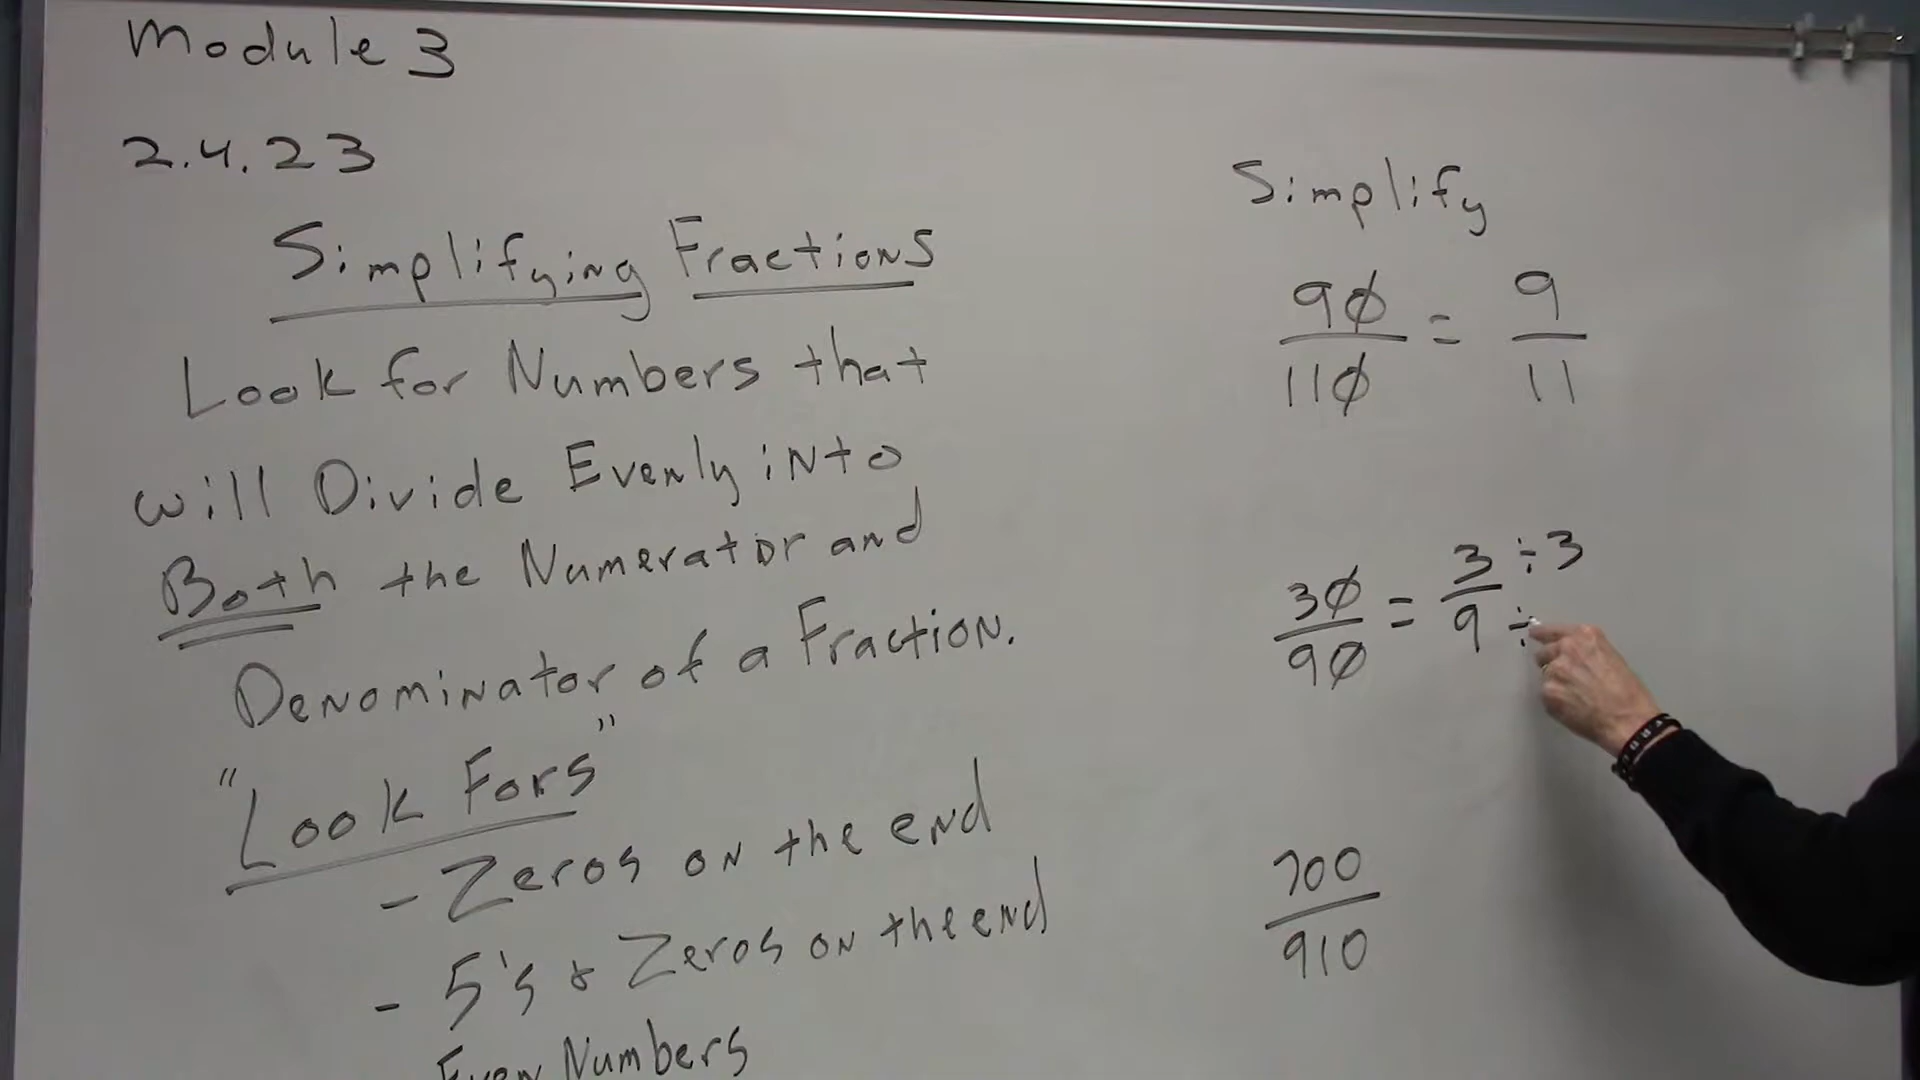 Module 3
2.4.23
Simplifying Fractions
Look for Numbers that
will Divide Evenly into
Both the Numerator and
Denominator of a Fraction.
"Look Fors"
- Zeros on the end
- 5's & Zeros on the end
Even Numbers
Simplify
90/110 = 9/11
30/90 = 3/9 ÷3 ÷
700/910